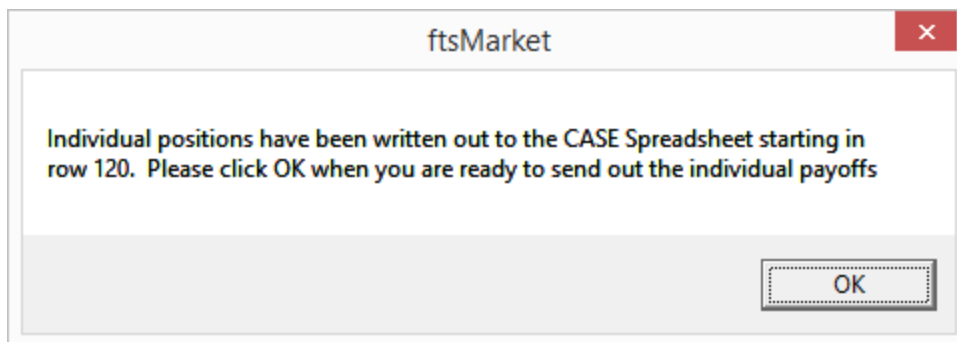 ftsMarket
Individual positions have been written out to the CASE Spreadsheet starting in
row 120.  Please click OK when you are ready to send out the individual payoffs
OK